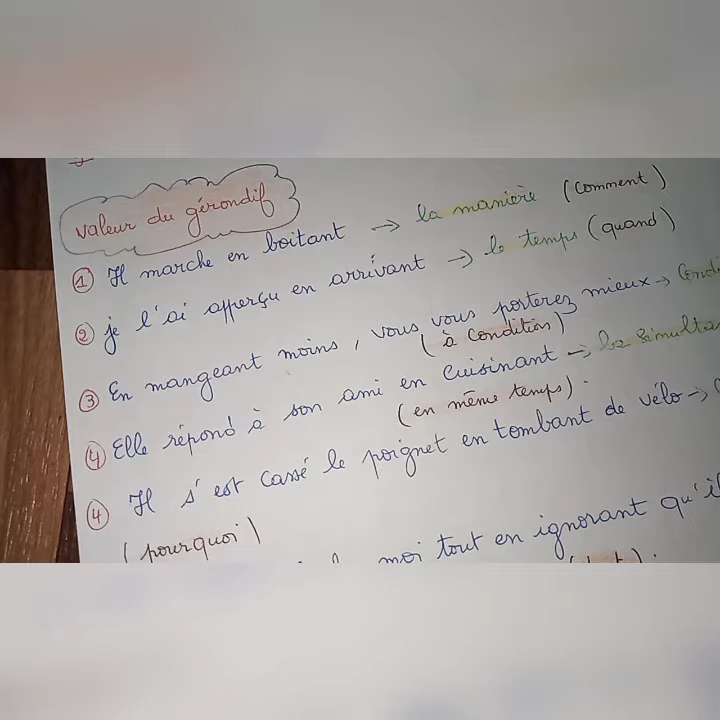 valeur du gérondif
① Il marche en boitant → la manière (comment)
② je l'ai apperçu en arrivant → le temps (quand)
③ En mangeant moins, vous vous porterez mieux →
(à condition)
④ Elle répond à son ami en cuisinant → la simulta
(en même temps).
④ Il s'est cassé le poignet en tombant de vélo →
(pourquoi)
moi tout en ignorant qu'il